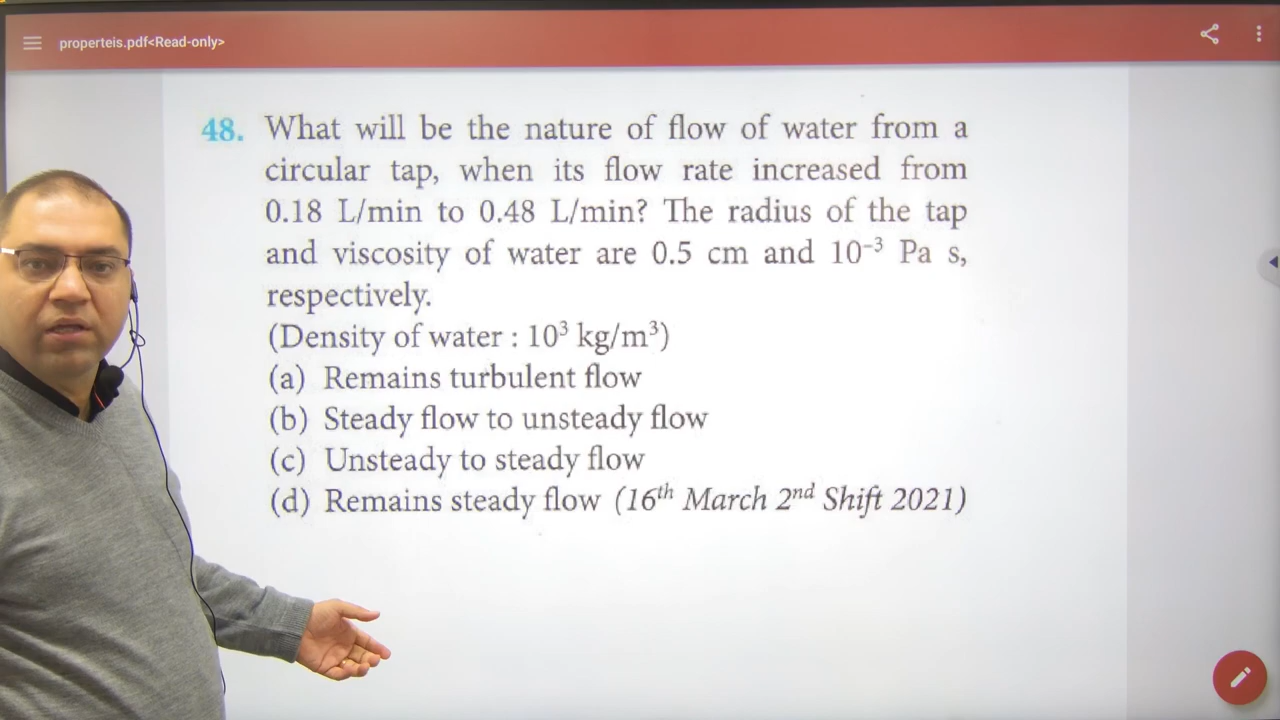 properteis.pdf<Read-only>
48. What will be the nature of flow of water from a
circular tap, when its flow rate increased from
0.18 L/min to 0.48 L/min? The radius of the tap
and viscosity of water are 0.5 cm and 10⁻³ Pa s,
respectively.
(Density of water : 10³ kg/m³)
(a) Remains turbulent flow
(b) Steady flow to unsteady flow
(c) Unsteady to steady flow
(d) Remains steady flow (16ᵗʰ March 2ⁿᵈ Shift 2021)